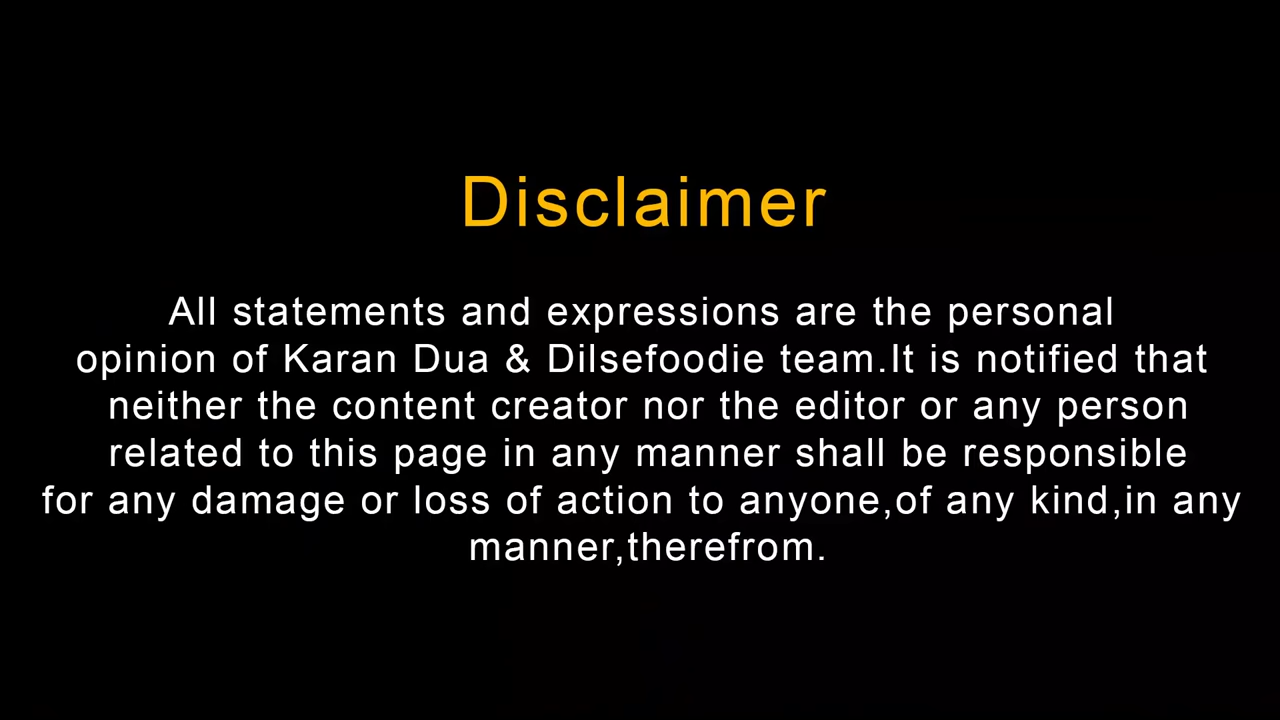 Disclaimer
All statements and expressions are the personal
opinion of Karan Dua & Dilsefoodie team.It is notified that
neither the content creator nor the editor or any person
related to this page in any manner shall be responsible
for any damage or loss of action to anyone,of any kind,in any
manner,therefrom.